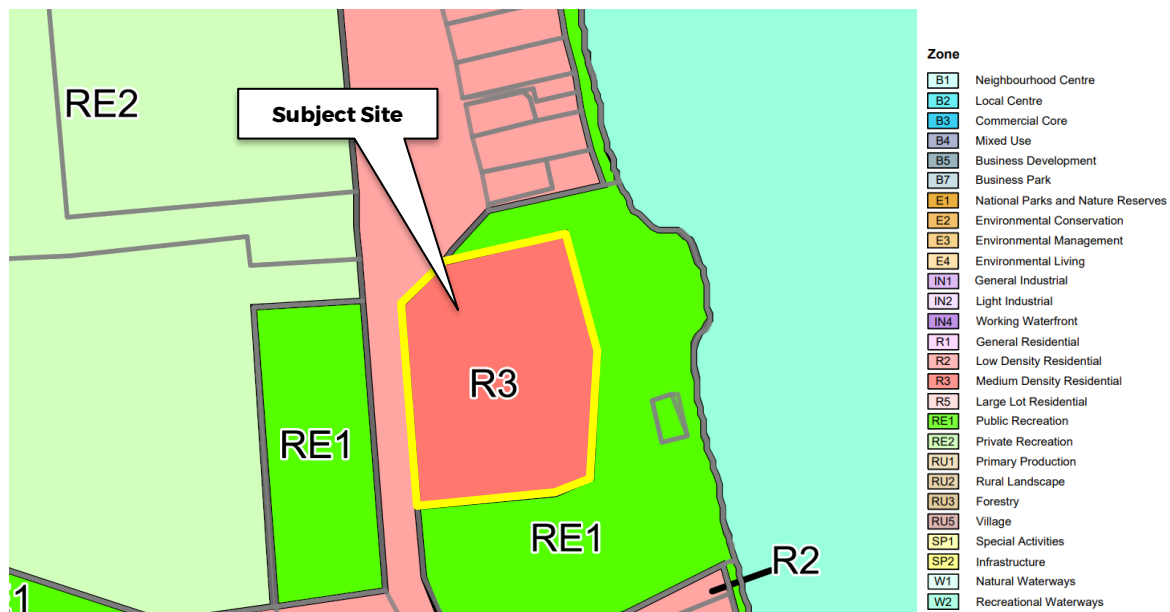 RE2
Subject Site
R3
RE1
RE1
R2
1
Zone
B1 Neighbourhood Centre
B2 Local Centre
B3 Commercial Core
B4 Mixed Use
B5 Business Development
B7 Business Park
E1 National Parks and Nature Reserves
E2 Environmental Conservation
E3 Environmental Management
E4 Environmental Living
IN1 General Industrial
IN2 Light Industrial
IN4 Working Waterfront
R1 General Residential
R2 Low Density Residential
R3 Medium Density Residential
R5 Large Lot Residential
RE1 Public Recreation
RE2 Private Recreation
RU1 Primary Production
RU2 Rural Landscape
RU3 Forestry
RU5 Village
SP1 Special Activities
SP2 Infrastructure
W1 Natural Waterways
W2 Recreational Waterways